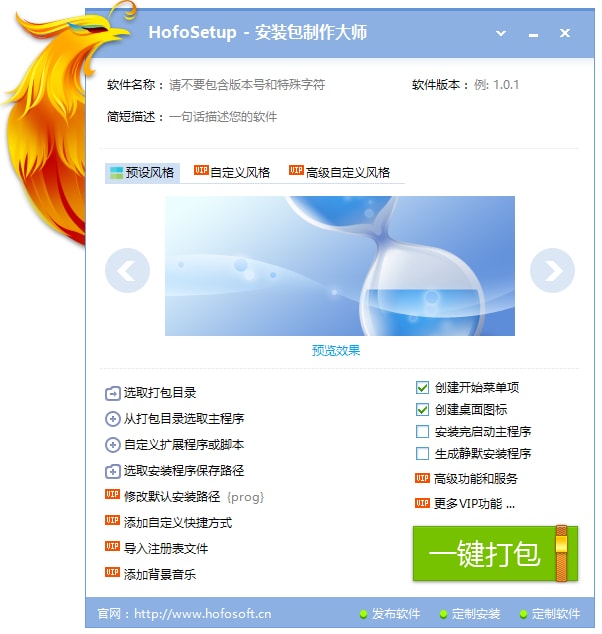 HofoSetup - 安装包制作大师
软件名称： 请不要包含版本号和特殊字符 软件版本： 例: 1.0.1
简短描述： 一句话描述您的软件
预设风格 VIP 自定义风格 VIP 高级自定义风格
预览效果
选取打包目录
从打包目录选取主程序
自定义扩展程序或脚本
选取安装程序保存路径
VIP 修改默认安装路径 {prog}
VIP 添加自定义快捷方式
VIP 导入注册表文件
VIP 添加背景音乐
创建开始菜单项
创建桌面图标
安装完启动主程序
生成静默安装程序
VIP 高级功能和服务
VIP 更多VIP功能 ...
一键打包
官网：http://www.hofosoft.cn 发布软件 定制安装 定制软件